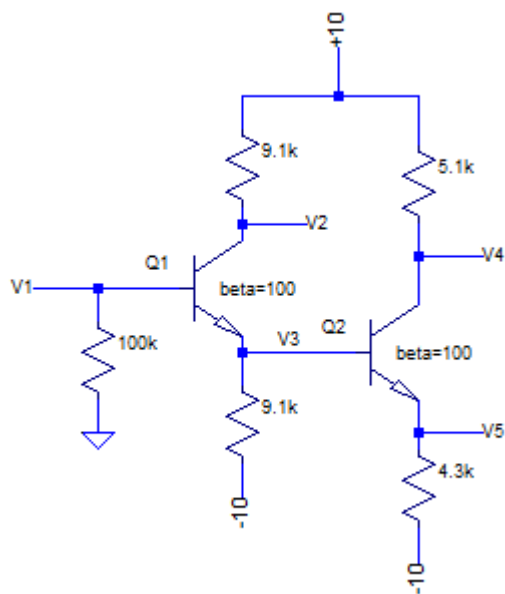 +10
9.1k
5.1k
V2
V4
Q1
V1
beta=100
Q2
100k
V3
beta=100
9.1k
V5
4.3k
-10
-10